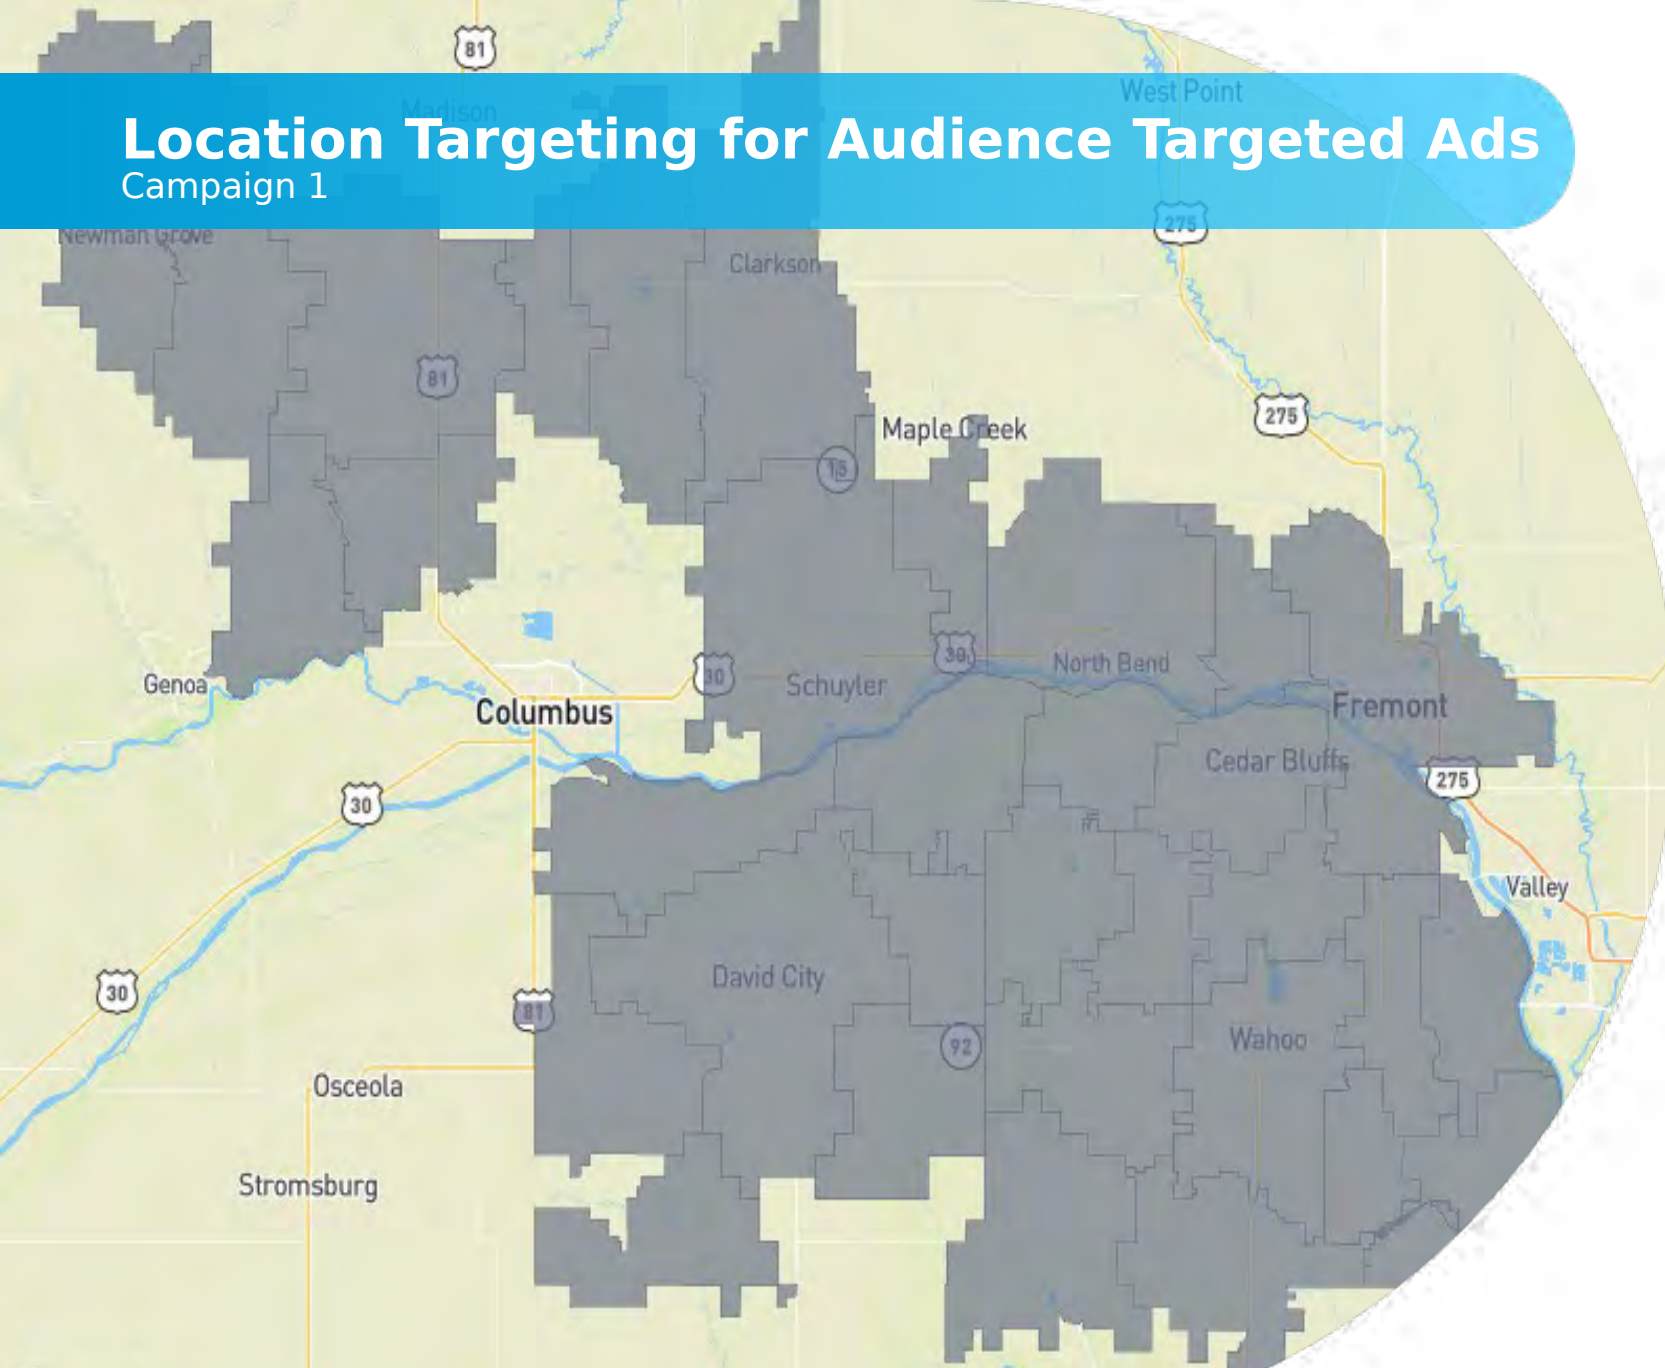 81
West Point
Madison
Location Targeting for Audience Targeted Ads
Campaign 1
275
Newman Grove
Clarkson
81
275
Maple Creek
15
30
North Bend
30
Schuyler
Genoa
Columbus
Fremont
Cedar Bluffs
275
30
Valley
David City
30
81
Wahoo
92
Osceola
Stromsburg